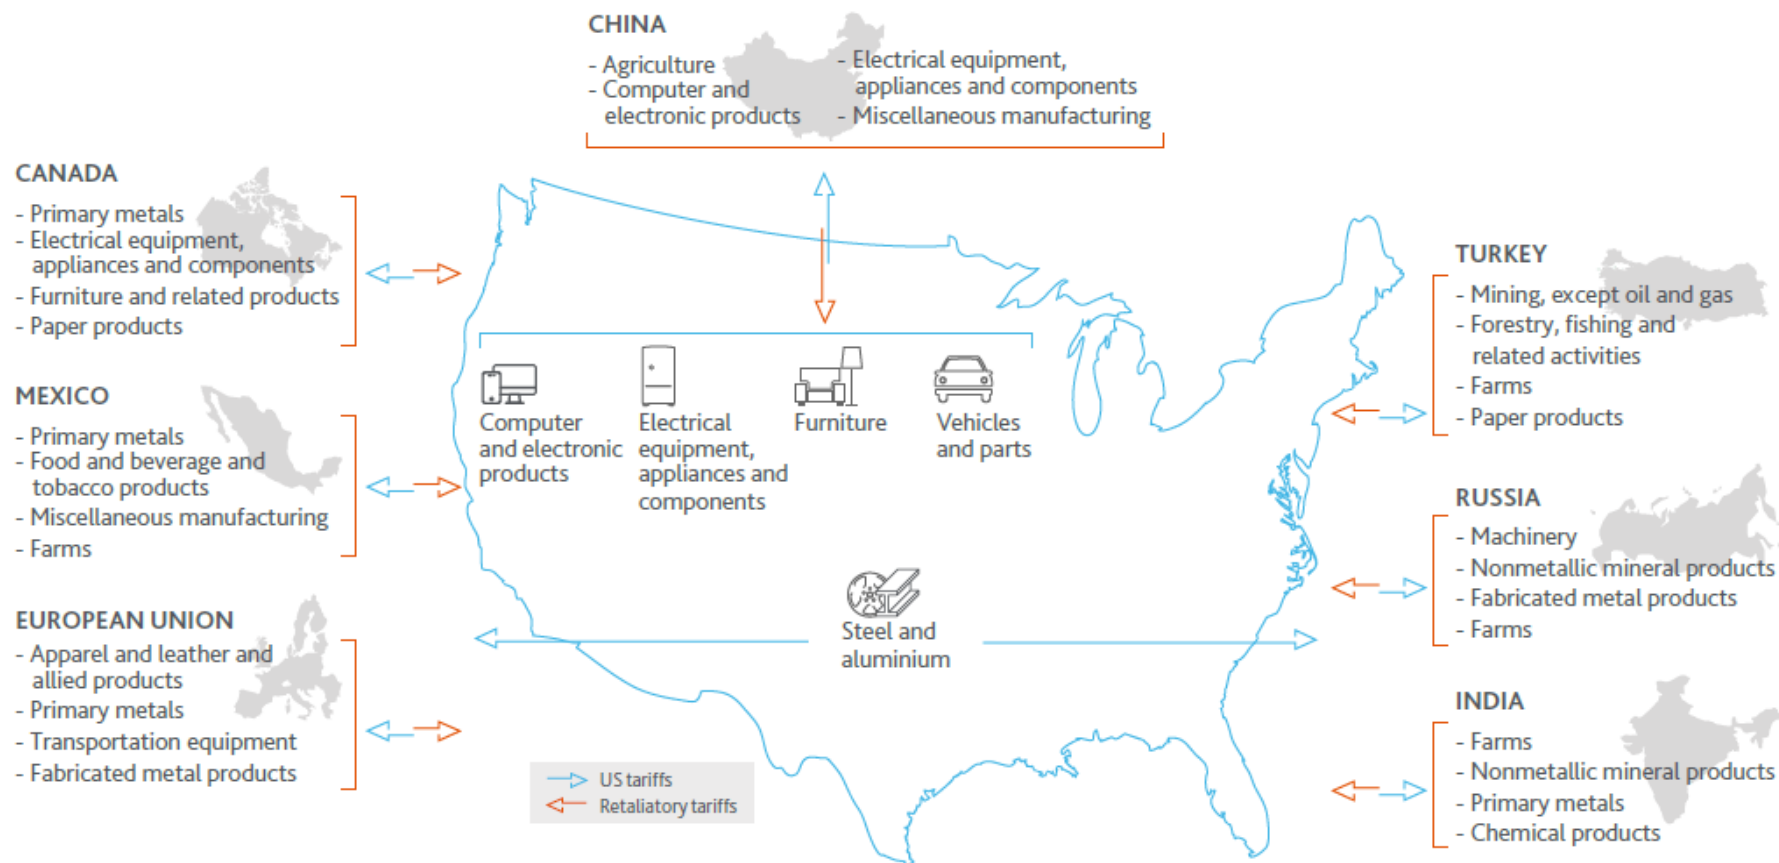 CHINA
- Agriculture
- Computer and
electronic products
- Electrical equipment,
appliances and components
- Miscellaneous manufacturing
CANADA
- Primary metals
- Electrical equipment,
appliances and components
- Furniture and related products
- Paper products
MEXICO
- Primary metals
- Food and beverage and
tobacco products
- Miscellaneous manufacturing
- Farms
EUROPEAN UNION
- Apparel and leather and
allied products
- Primary metals
- Transportation equipment
- Fabricated metal products
Computer
and electronic
products
Electrical
equipment,
appliances and
components
Furniture
Vehicles
and parts
Steel and
aluminium
US tariffs
Retaliatory tariffs
TURKEY
- Mining, except oil and gas
- Forestry, fishing and
related activities
- Farms
- Paper products
RUSSIA
- Machinery
- Nonmetallic mineral products
- Fabricated metal products
- Farms
INDIA
- Farms
- Nonmetallic mineral products
- Primary metals
- Chemical products